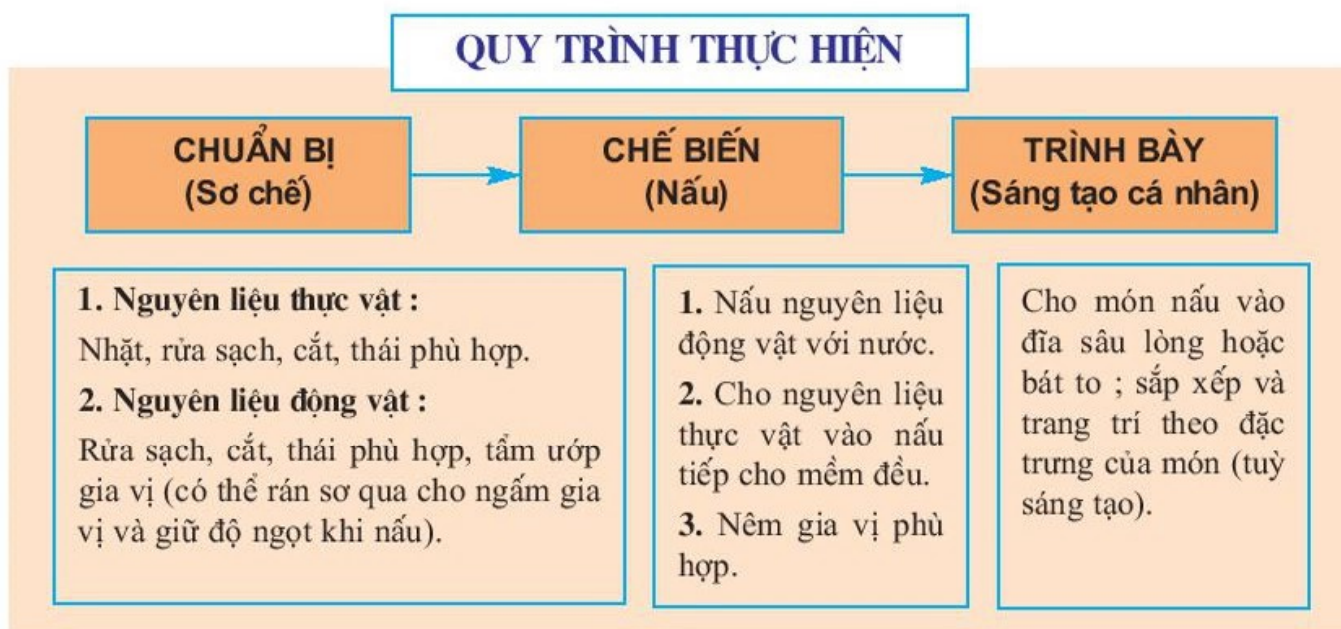 QUY TRÌNH THỰC HIỆN
CHUẨN BỊ
(Sơ chế)
CHẾ BIẾN
(Nấu)
TRÌNH BÀY
(Sáng tạo cá nhân)
1. Nguyên liệu thực vật :
Nhặt, rửa sạch, cắt, thái phù hợp.
2. Nguyên liệu động vật :
Rửa sạch, cắt, thái phù hợp, tẩm ướp
gia vị (có thể rán sơ qua cho ngấm gia
vị và giữ độ ngọt khi nấu).
1. Nấu nguyên liệu
động vật với nước.
2. Cho nguyên liệu
thực vật vào nấu
tiếp cho mềm đều.
3. Nêm gia vị phù
hợp.
Cho món nấu vào
đĩa sâu lòng hoặc
bát to ; sắp xếp và
trang trí theo đặc
trưng của món (tuỳ
sáng tạo).